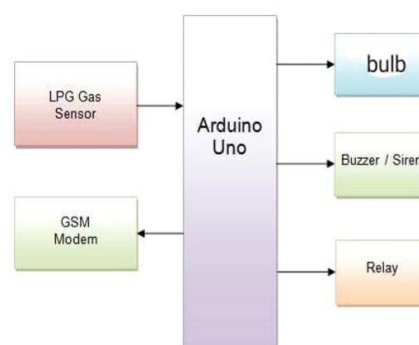 LPG Gas
Sensor
GSM
Modem
Arduino
Uno
bulb
Buzzer / Siren
Relay